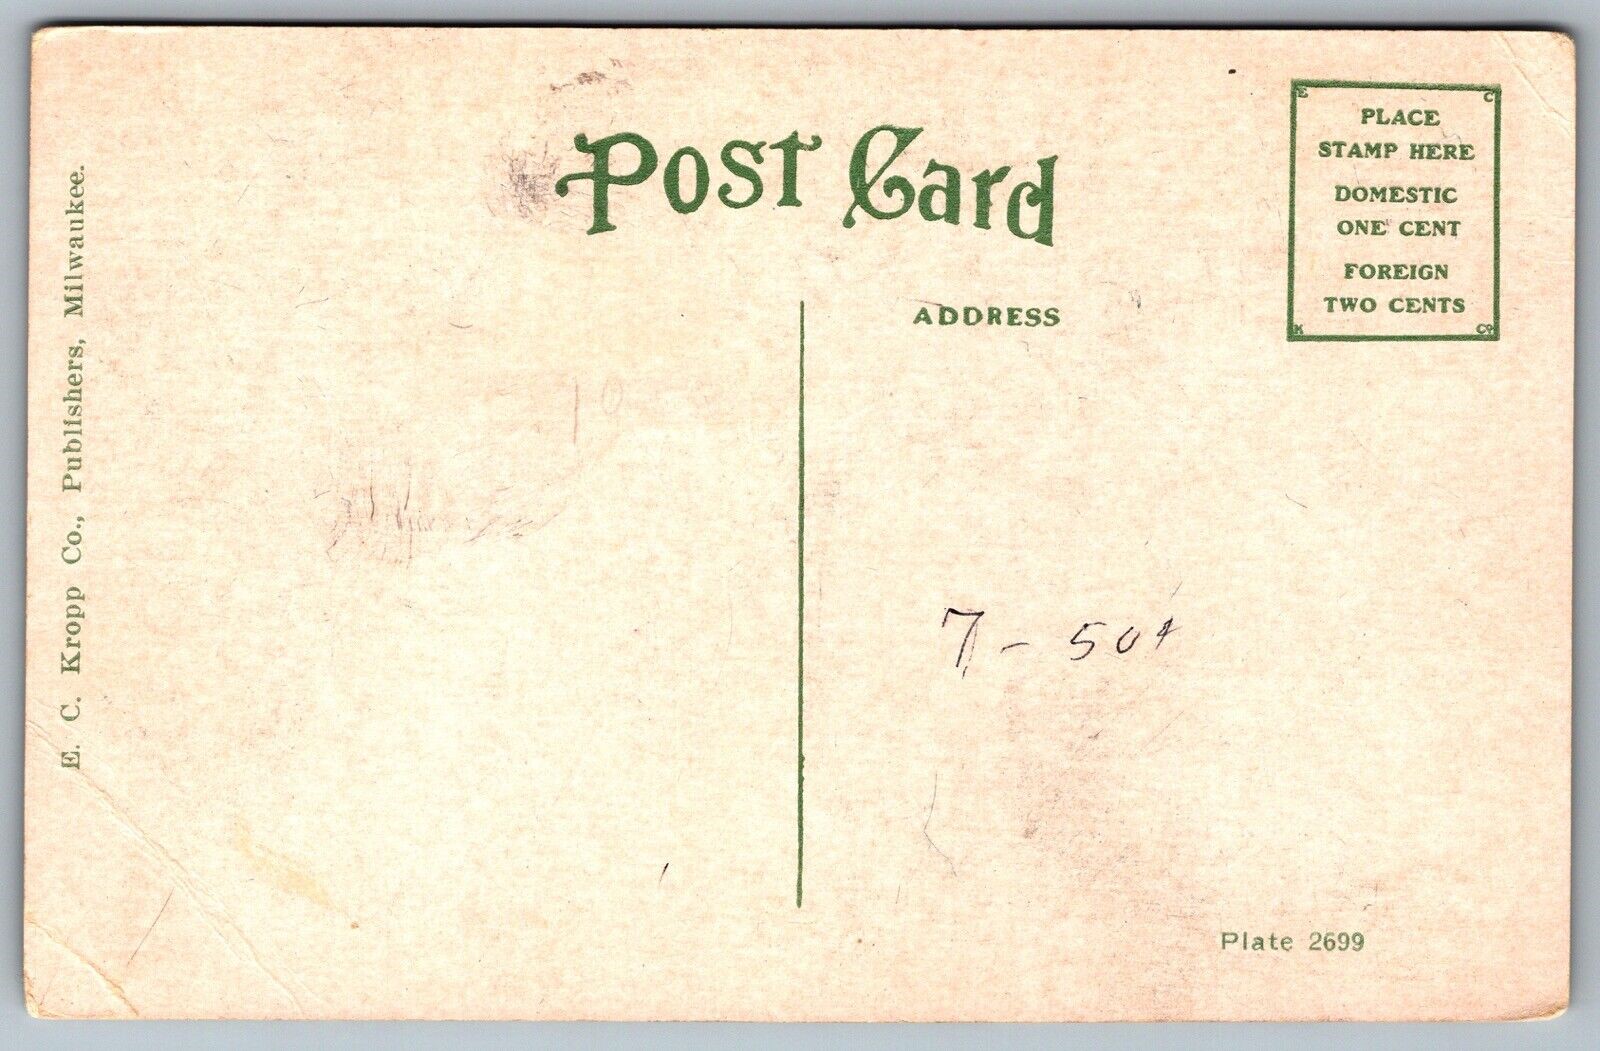 POST CARD
E C
PLACE
STAMP HERE
DOMESTIC
ONE CENT
FOREIGN
TWO CENTS
K CO
ADDRESS
E. C. Kropp Co., Publishers, Milwaukee.
7 - 50¢
Plate 2699